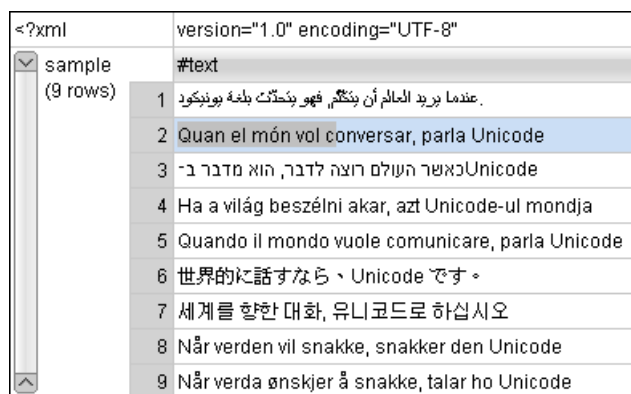 <?xml version="1.0" encoding="UTF-8"
sample #text
(9 rows)
1 عندما يريد العالم أن يتكلّم, فهو يتحدّث بلغة يونيكود.
2 Quan el món vol conversar, parla Unicode
3 כאשר העולם רוצה לדבר, הוא מדבר ב־Unicode
4 Ha a világ beszélni akar, azt Unicode-ul mondja
5 Quando il mondo vuole comunicare, parla Unicode
6 世界的に話すなら、Unicode です。
7 세계를 향한 대화, 유니코드로 하십시오
8 Når verden vil snakke, snakker den Unicode
9 Når verda ønskjer å snakke, talar ho Unicode